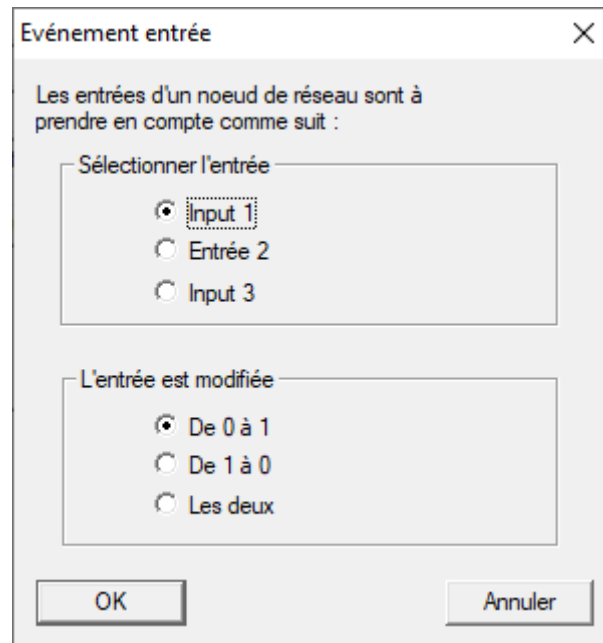 Evénement entrée
Les entrées d'un noeud de réseau sont à
prendre en compte comme suit :
Sélectionner l'entrée
Input 1
Entrée 2
Input 3
L'entrée est modifiée
De 0 à 1
De 1 à 0
Les deux
OK
Annuler